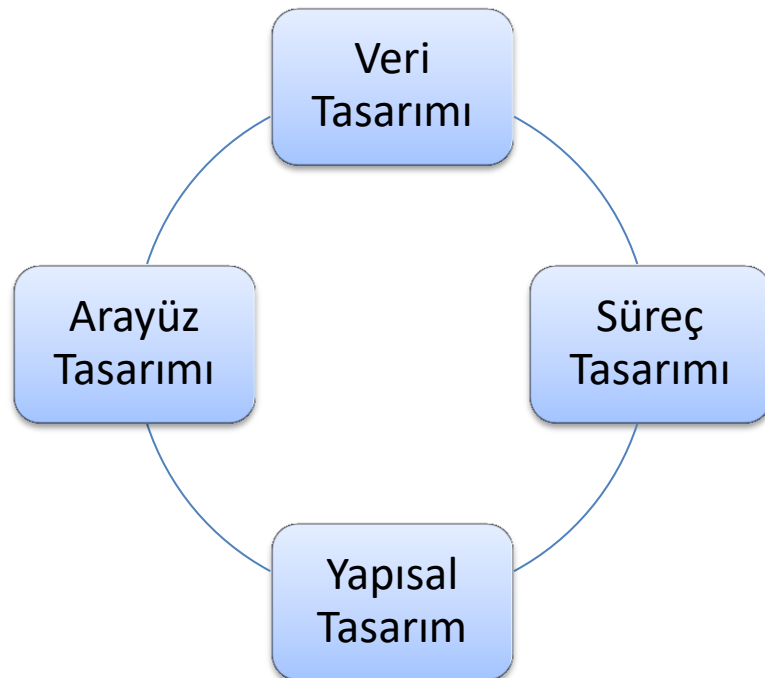 Veri
Tasarımı
Arayüz
Tasarımı
Süreç
Tasarımı
Yapısal
Tasarım